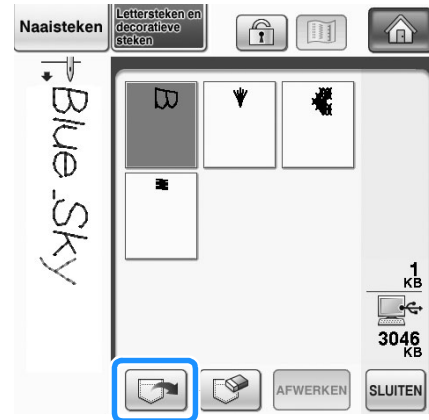 Naaisteken
Lettersteken en
decoratieve
steken
Blue Sky
B
1
KB
3046
KB
AFWERKEN
SLUITEN